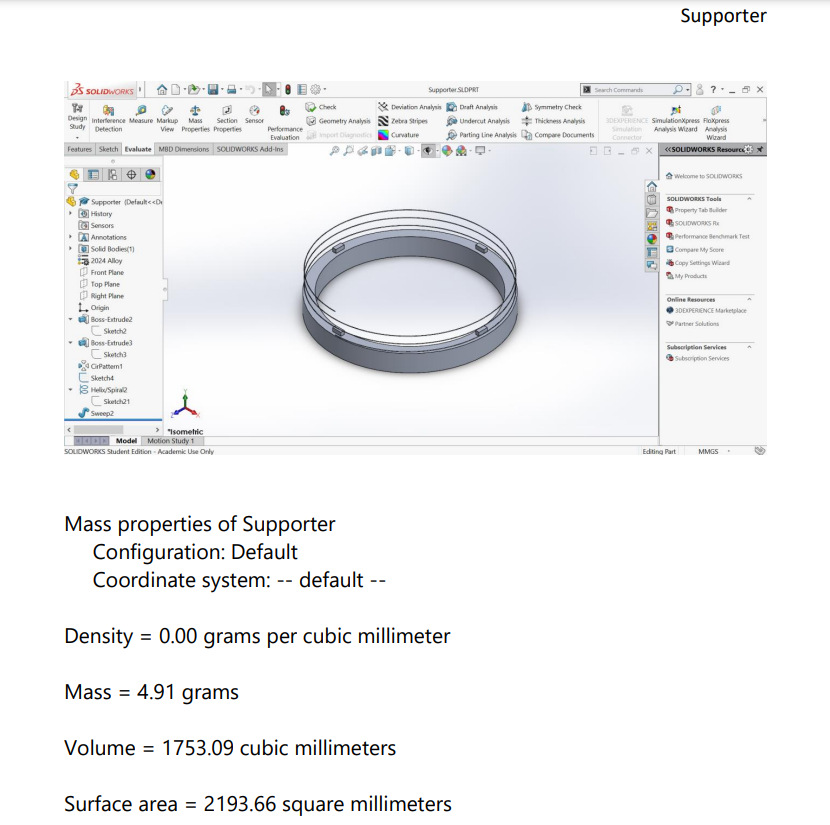 Supporter
SOLIDWORKS
Supporter.SLDPRT
Search Commands
Design Study
Interference Detection
Measure
Markup View
Mass Properties
Section Properties
Sensor
Performance Evaluation
Check
Geometry Analysis
Import Diagnostics
Deviation Analysis
Zebra Stripes
Curvature
Draft Analysis
Undercut Analysis
Parting Line Analysis
Symmetry Check
Thickness Analysis
Compare Documents
3DEXPERIENCE Simulation Connector
SimulationXpress Analysis Wizard
FloXpress Analysis Wizard
Features Sketch Evaluate MBD Dimensions SOLIDWORKS Add-Ins
Supporter (Default<<De
History
Sensors
Annotations
Solid Bodies(1)
2024 Alloy
Front Plane
Top Plane
Right Plane
Origin
Boss-Extrude2
Sketch2
Boss-Extrude3
Sketch3
CirPattern1
Sketch4
Helix/Spiral2
Sketch21
Sweep2
*Isometric
Model Motion Study 1
SOLIDWORKS Student Edition - Academic Use Only
Editing Part MMGS
<<SOLIDWORKS Resourc
Welcome to SOLIDWORKS
SOLIDWORKS Tools
Property Tab Builder
SOLIDWORKS Rx
Performance Benchmark Test
Compare My Score
Copy Settings Wizard
My Products
Online Resources
3DEXPERIENCE Marketplace
Partner Solutions
Subscription Services
Subscription Services
Mass properties of Supporter
Configuration: Default
Coordinate system: -- default --
Density = 0.00 grams per cubic millimeter
Mass = 4.91 grams
Volume = 1753.09 cubic millimeters
Surface area = 2193.66 square millimeters